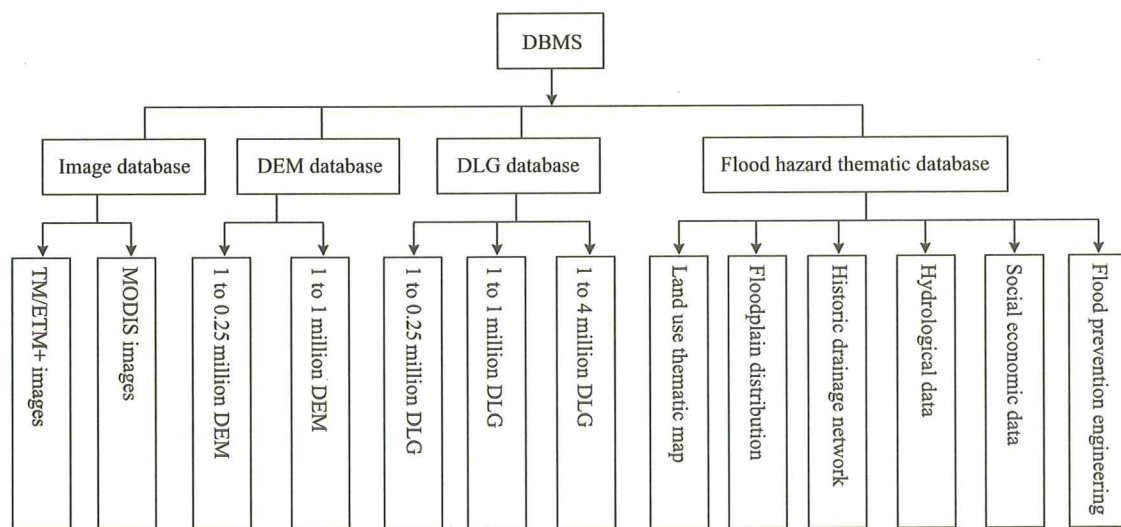 DBMS
Image database
DEM database
DLG database
Flood hazard thematic database
TM/ETM+ images
MODIS images
1 to 0.25 million DEM
1 to 1 million DEM
1 to 0.25 million DLG
1 to 1 million DLG
1 to 4 million DLG
Land use thematic map
Floodplain distribution
Historic drainage network
Hydrological data
Social economic data
Flood prevention engineering